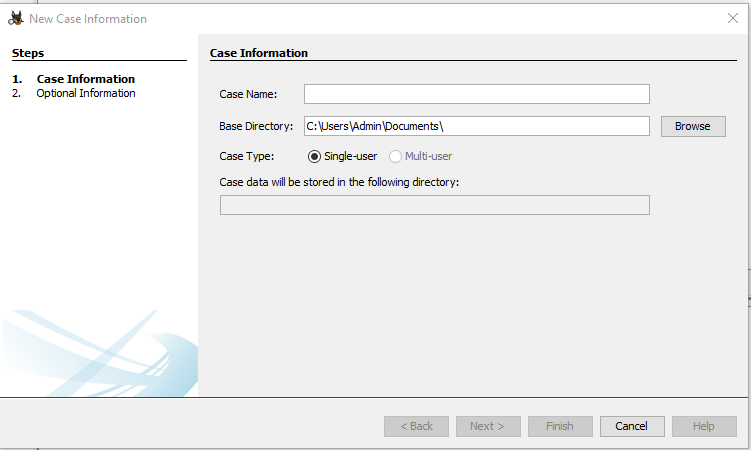 New Case Information
Steps
1. Case Information
2. Optional Information
Case Information
Case Name:
Base Directory: C:\Users\Admin\Documents\ Browse
Case Type: Single-user Multi-user
Case data will be stored in the following directory:
< Back Next > Finish Cancel Help